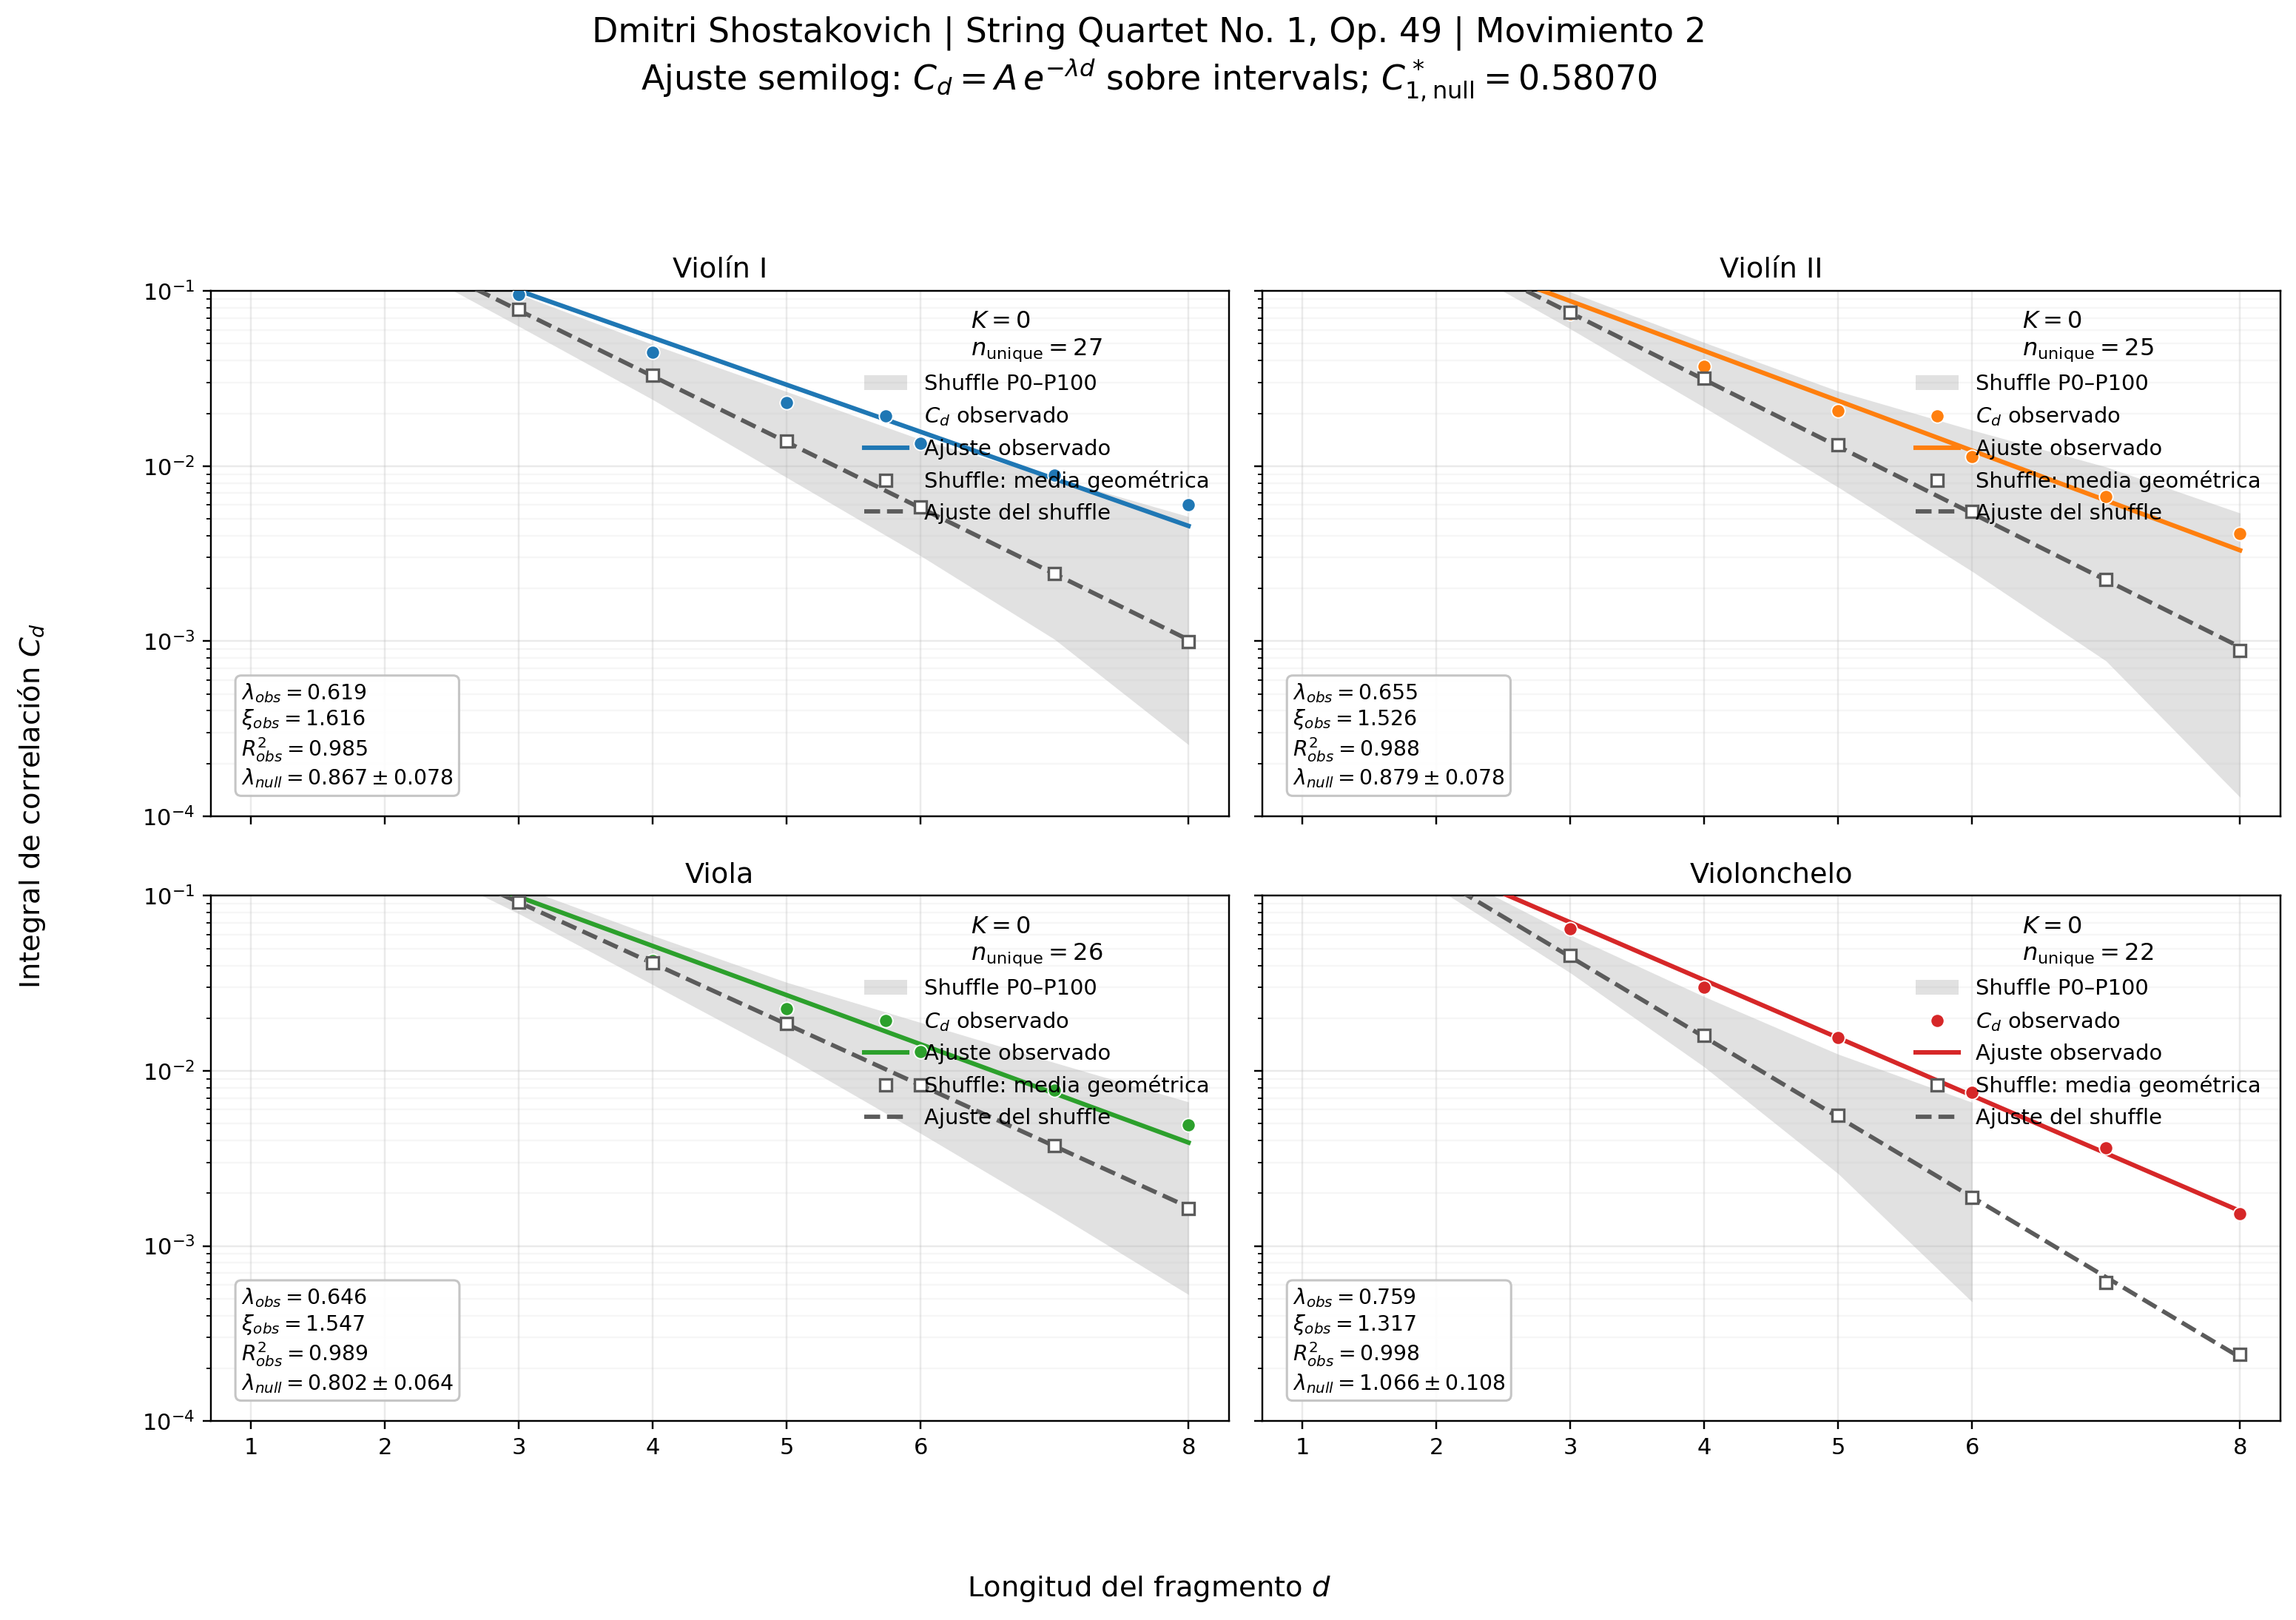 Dmitri Shostakovich | String Quartet No. 1, Op. 49 | Movimiento 2
Ajuste semilog: $C_d = A\,e^{-\lambda d}$ sobre intervals; $C^*_{1,\mathrm{null}} = 0.58070$
Integral de correlación $C_d$
Violín I
10⁻¹
10⁻²
10⁻³
10⁻⁴
K = 0
n_unique = 27
Shuffle P0–P100
C_d observado
Ajuste observado
Shuffle: media geométrica
Ajuste del shuffle
λ_obs = 0.619
ξ_obs = 1.616
R²_obs = 0.985
λ_null = 0.867 ± 0.078
Violín II
K = 0
n_unique = 25
Shuffle P0–P100
C_d observado
Ajuste observado
Shuffle: media geométrica
Ajuste del shuffle
λ_obs = 0.655
ξ_obs = 1.526
R²_obs = 0.988
λ_null = 0.879 ± 0.078
Viola
10⁻¹
10⁻²
10⁻³
10⁻⁴
K = 0
n_unique = 26
Shuffle P0–P100
C_d observado
Ajuste observado
Shuffle: media geométrica
Ajuste del shuffle
λ_obs = 0.646
ξ_obs = 1.547
R²_obs = 0.989
λ_null = 0.802 ± 0.064
1 2 3 4 5 6 8
Violonchelo
K = 0
n_unique = 22
Shuffle P0–P100
C_d observado
Ajuste observado
Shuffle: media geométrica
Ajuste del shuffle
λ_obs = 0.759
ξ_obs = 1.317
R²_obs = 0.998
λ_null = 1.066 ± 0.108
1 2 3 4 5 6 8
Longitud del fragmento d